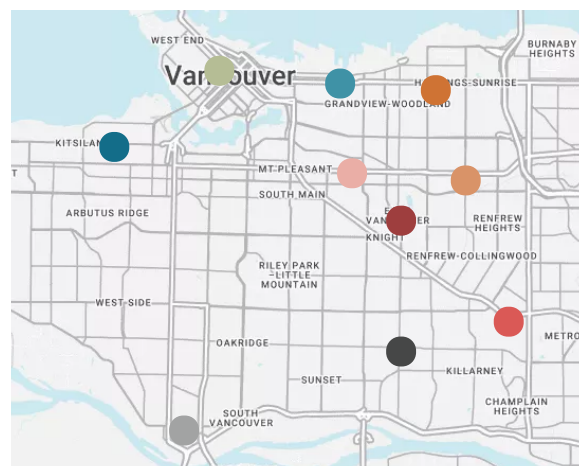 WEST END
BURNABY
HEIGHTS
Vancouver
HASTINGS-SUNRISE
GRANDVIEW-WOODLAND
KITSILANO
MT PLEASANT
T
SOUTH MAIN
ARBUTUS RIDGE
VANCOUVER
KNIGHT
RENFREW
HEIGHTS
RENFREW-COLLINGWOOD
RILEY PARK
–LITTLE
MOUNTAIN
WEST SIDE
OAKRIDGE
METRO
SUNSET
KILLARNEY
CHAMPLAIN
HEIGHTS
SOUTH
VANCOUVER